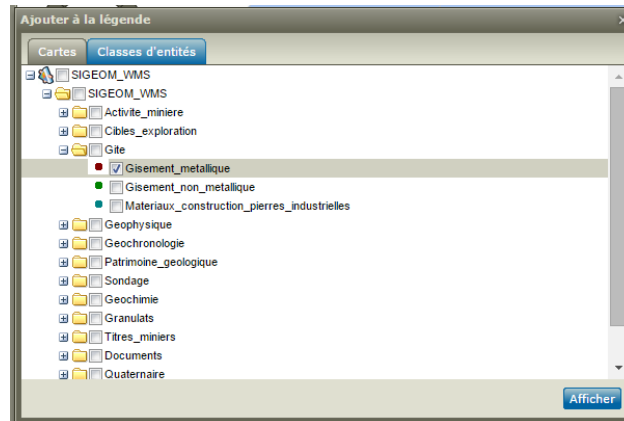 Ajouter à la légende
Cartes Classes d'entités
SIGEOM_WMS
SIGEOM_WMS
Activite_miniere
Cibles_exploration
Gite
Gisement_metallique
Gisement_non_metallique
Materiaux_construction_pierres_industrielles
Geophysique
Geochronologie
Patrimoine_geologique
Sondage
Geochimie
Granulats
Titres_miniers
Documents
Quaternaire
Afficher